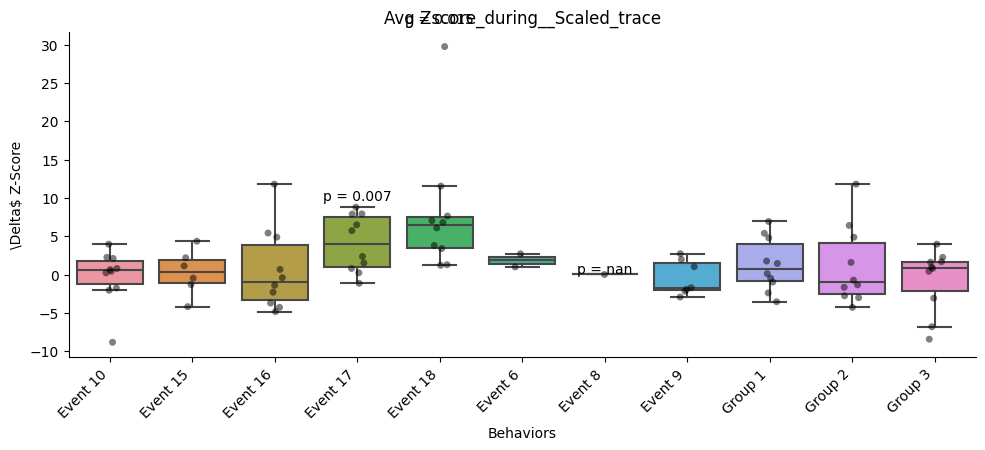 Avg Zscore_during__Scaled_trace
30
25
20
15
10
5
0
−5
−10
\Delta$ Z-Score
p = 0.007
p = nan
Event 10
Event 15
Event 16
Event 17
Event 18
Event 6
Event 8
Event 9
Group 1
Group 2
Group 3
Behaviors